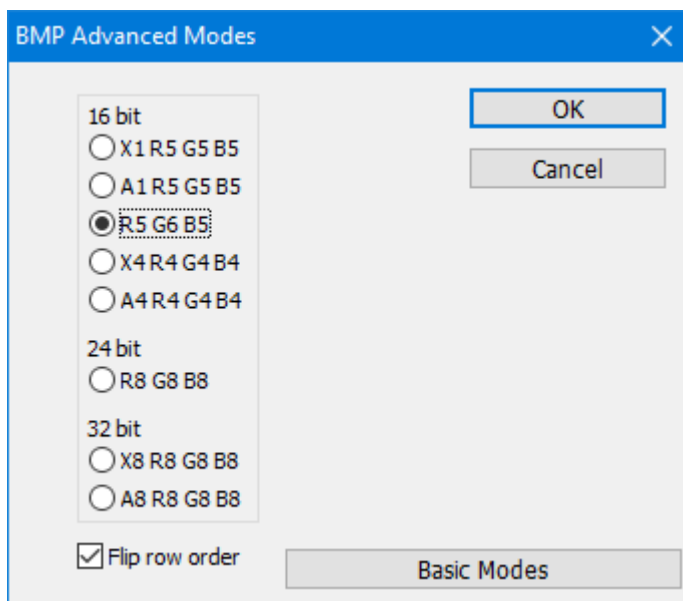 BMP Advanced Modes
16 bit
X1 R5 G5 B5
A1 R5 G5 B5
R5 G6 B5
X4 R4 G4 B4
A4 R4 G4 B4
24 bit
R8 G8 B8
32 bit
X8 R8 G8 B8
A8 R8 G8 B8
Flip row order
OK
Cancel
Basic Modes